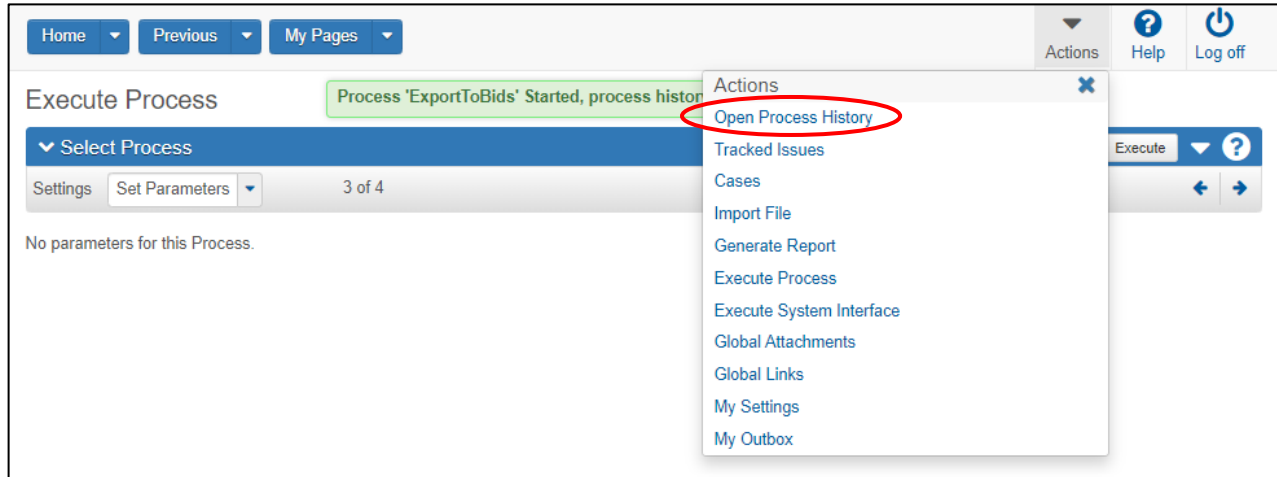 Home Previous My Pages Actions Help Log off
Execute Process
Process 'ExportToBids' Started, process
Actions
Open Process History
Select Process
Execute
Tracked Issues
Settings Set Parameters 3 of 4
Cases
Import File
No parameters for this Process.
Generate Report
Execute Process
Execute System Interface
Global Attachments
Global Links
My Settings
My Outbox